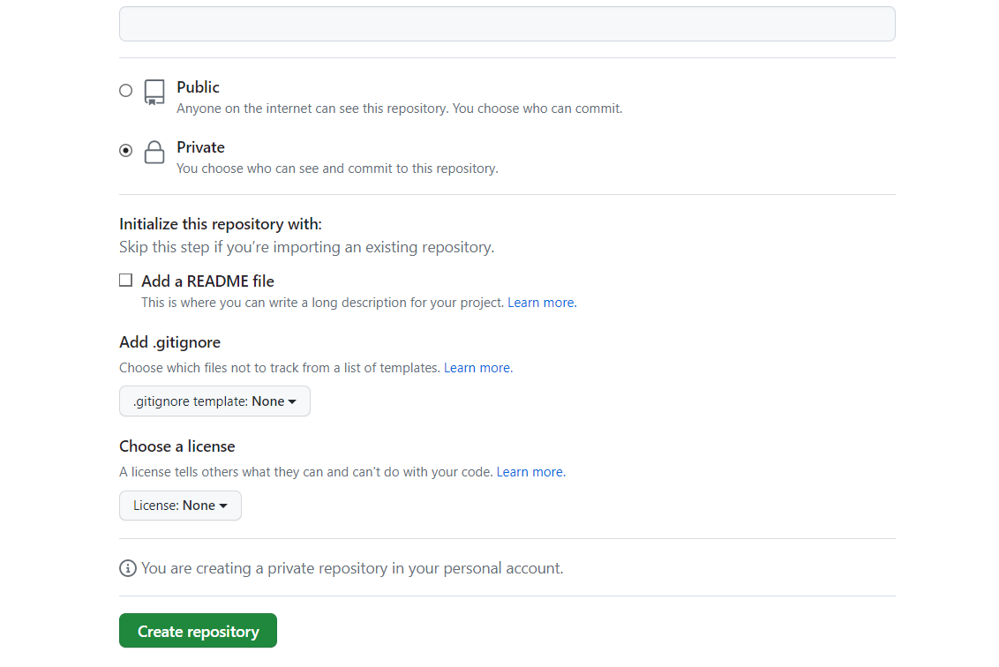 Public
Anyone on the internet can see this repository. You choose who can commit.
Private
You choose who can see and commit to this repository.
Initialize this repository with:
Skip this step if you’re importing an existing repository.
Add a README file
This is where you can write a long description for your project. Learn more.
Add .gitignore
Choose which files not to track from a list of templates. Learn more.
.gitignore template: None
Choose a license
A license tells others what they can and can't do with your code. Learn more.
License: None
You are creating a private repository in your personal account.
Create repository